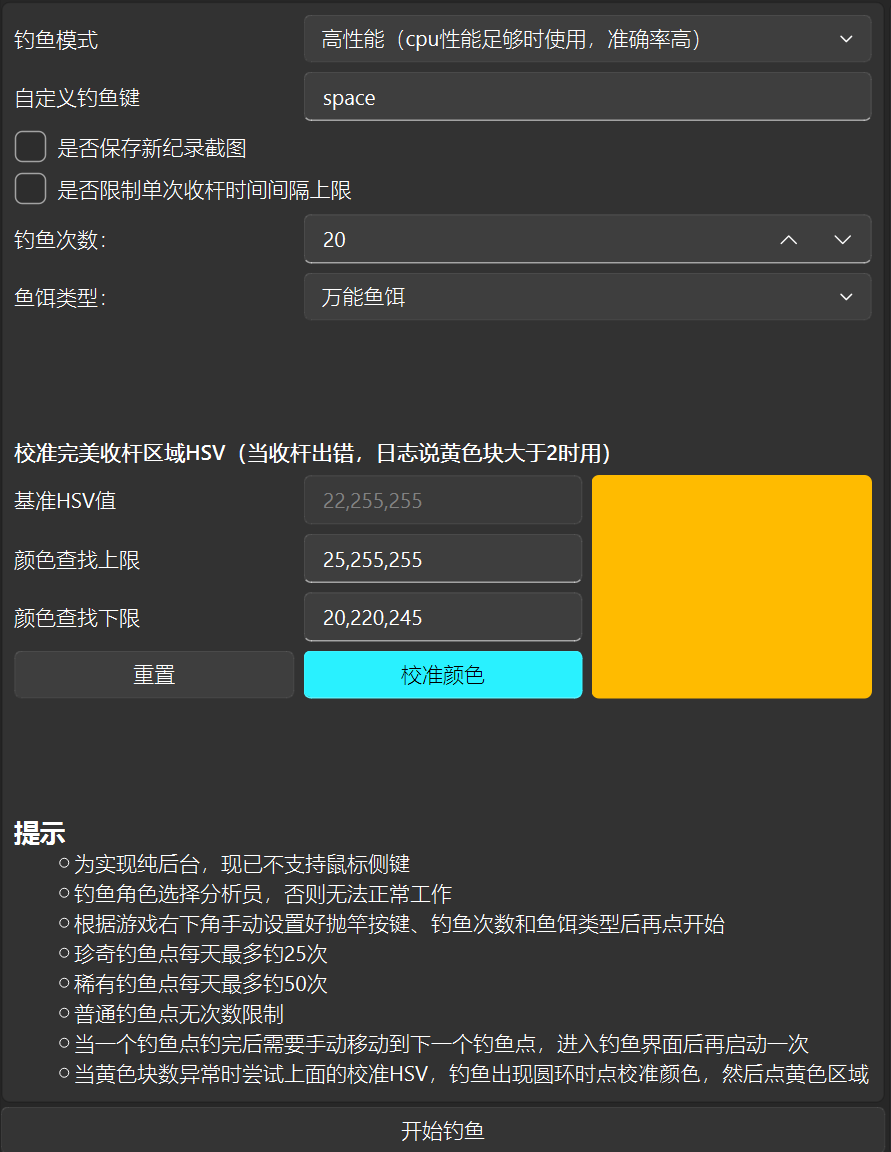 钓鱼模式 高性能（cpu性能足够时使用，准确率高）
自定义钓鱼键 space
是否保存新纪录截图
是否限制单次收杆时间间隔上限
钓鱼次数: 20
鱼饵类型: 万能鱼饵
校准完美收杆区域HSV（当收杆出错，日志说黄色块大于2时用）
基准HSV值 22,255,255
颜色查找上限 25,255,255
颜色查找下限 20,220,245
重置 校准颜色
提示
为实现纯后台，现已不支持鼠标侧键
钓鱼角色选择分析员，否则无法正常工作
根据游戏右下角手动设置好抛竿按键、钓鱼次数和鱼饵类型后再点开始
珍奇钓鱼点每天最多钓25次
稀有钓鱼点每天最多钓50次
普通钓鱼点无次数限制
当一个钓鱼点钓完后需要手动移动到下一个钓鱼点，进入钓鱼界面后再启动一次
当黄色块数异常时尝试上面的校准HSV，钓鱼出现圆环时点校准颜色，然后点黄色区域
开始钓鱼